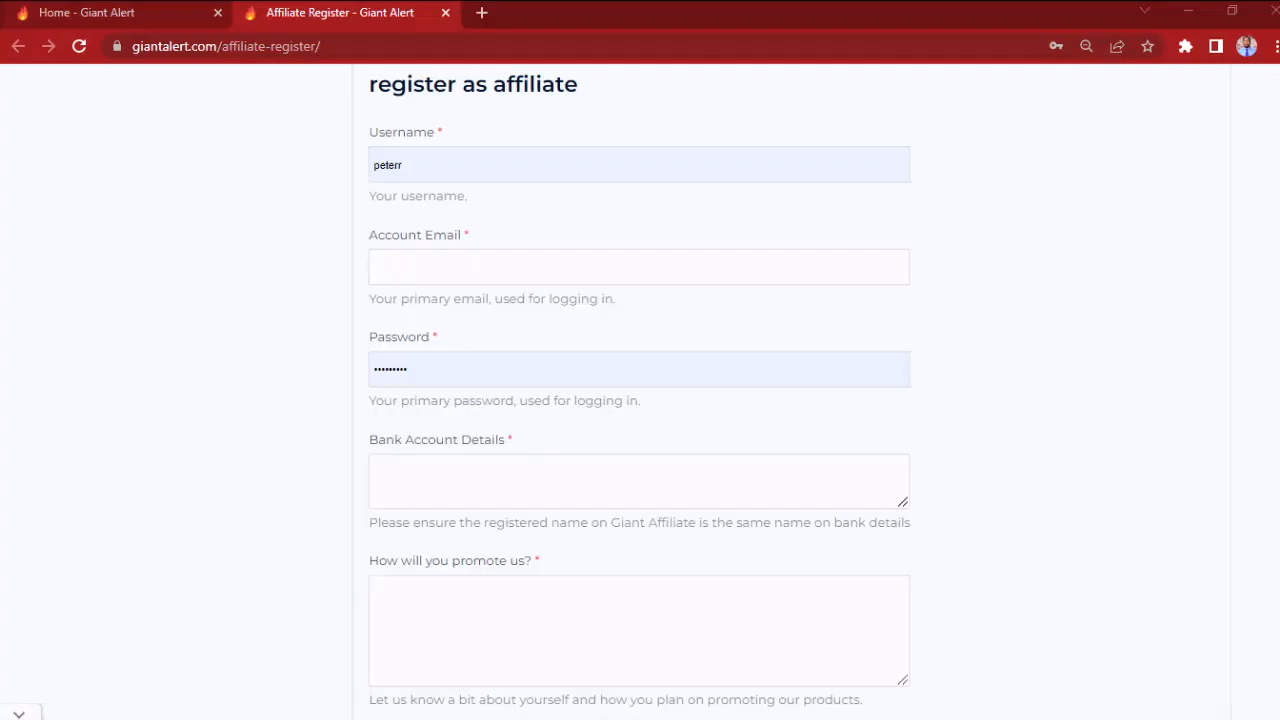 Home - Giant Alert
Affiliate Register - Giant Alert
giantalert.com/affiliate-register/
register as affiliate
Username *
peterr
Your username.
Account Email *
Your primary email, used for logging in.
Password *
•••••••••
Your primary password, used for logging in.
Bank Account Details *
Please ensure the registered name on Giant Affiliate is the same name on bank details
How will you promote us? *
Let us know a bit about yourself and how you plan on promoting our products.